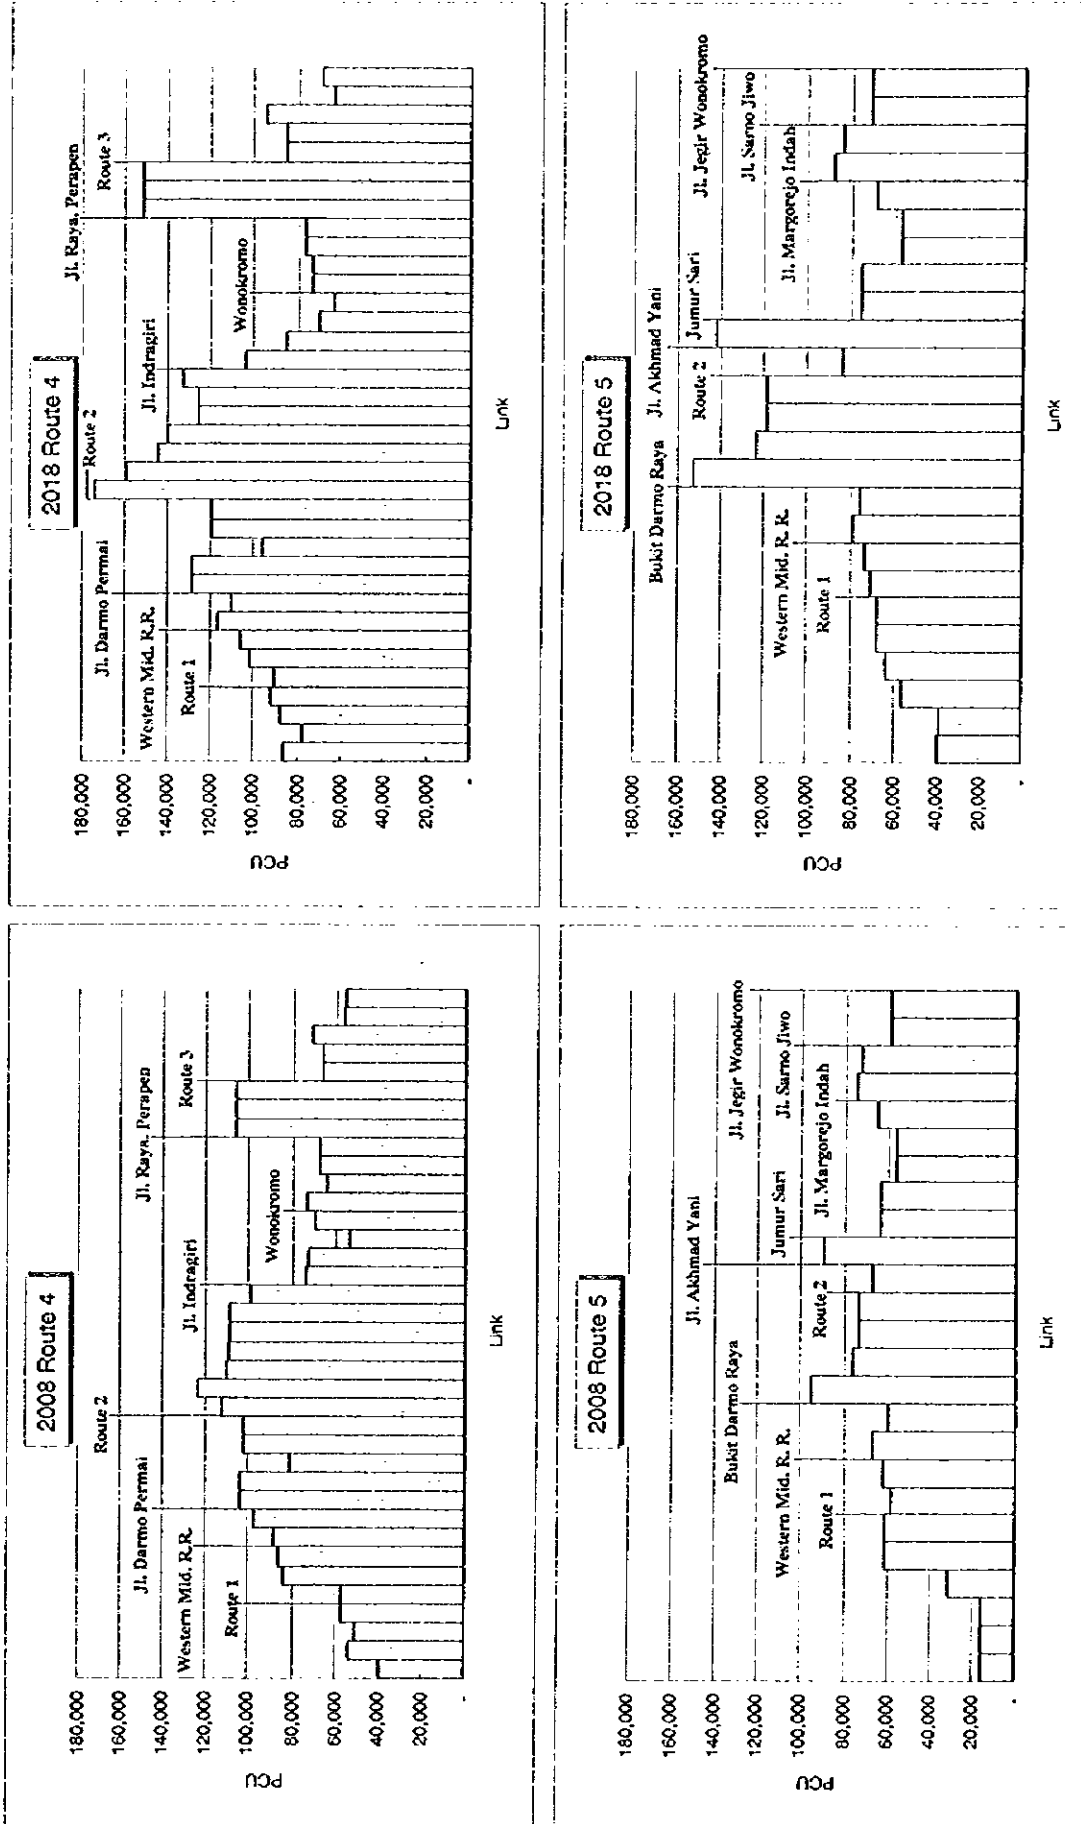 2008 Route 4
PCU
180,000
160,000
140,000
120,000
100,000
80,000
60,000
40,000
20,000
-
Route 1
Western Mid. R.R.
Jl. Darmo Permai
Route 2
Jl. Indragiri
Wonokromo
Jl. Raya. Perapen
Route 3
Link
2018 Route 4
PCU
180,000
160,000
140,000
120,000
100,000
80,000
60,000
40,000
20,000
-
Route 1
Western Mid. R.R.
Jl. Darmo Permai
Route 2
Jl. Indragiri
Wonokromo
Jl. Raya. Perapen
Route 3
Link
2008 Route 5
PCU
180,000
160,000
140,000
120,000
100,000
80,000
60,000
40,000
20,000
-
Route 1
Western Mid. R. R.
Bukit Darmo Raya
Route 2
Jl. Akhmad Yani
Jumur Sari
Jl. Margorejo Indah
Jl. Sarno Jiwo
Jl. Jegir Wonokromo
Link
2018 Route 5
PCU
180,000
160,000
140,000
120,000
100,000
80,000
60,000
40,000
20,000
-
Route 1
Western Mid. R. R.
Bukit Darmo Raya
Route 2
Jl. Akhmad Yani
Jumur Sari
Jl. Margorejo Indah
Jl. Sarno Jiwo
Jl. Jegir Wonokromo
Link